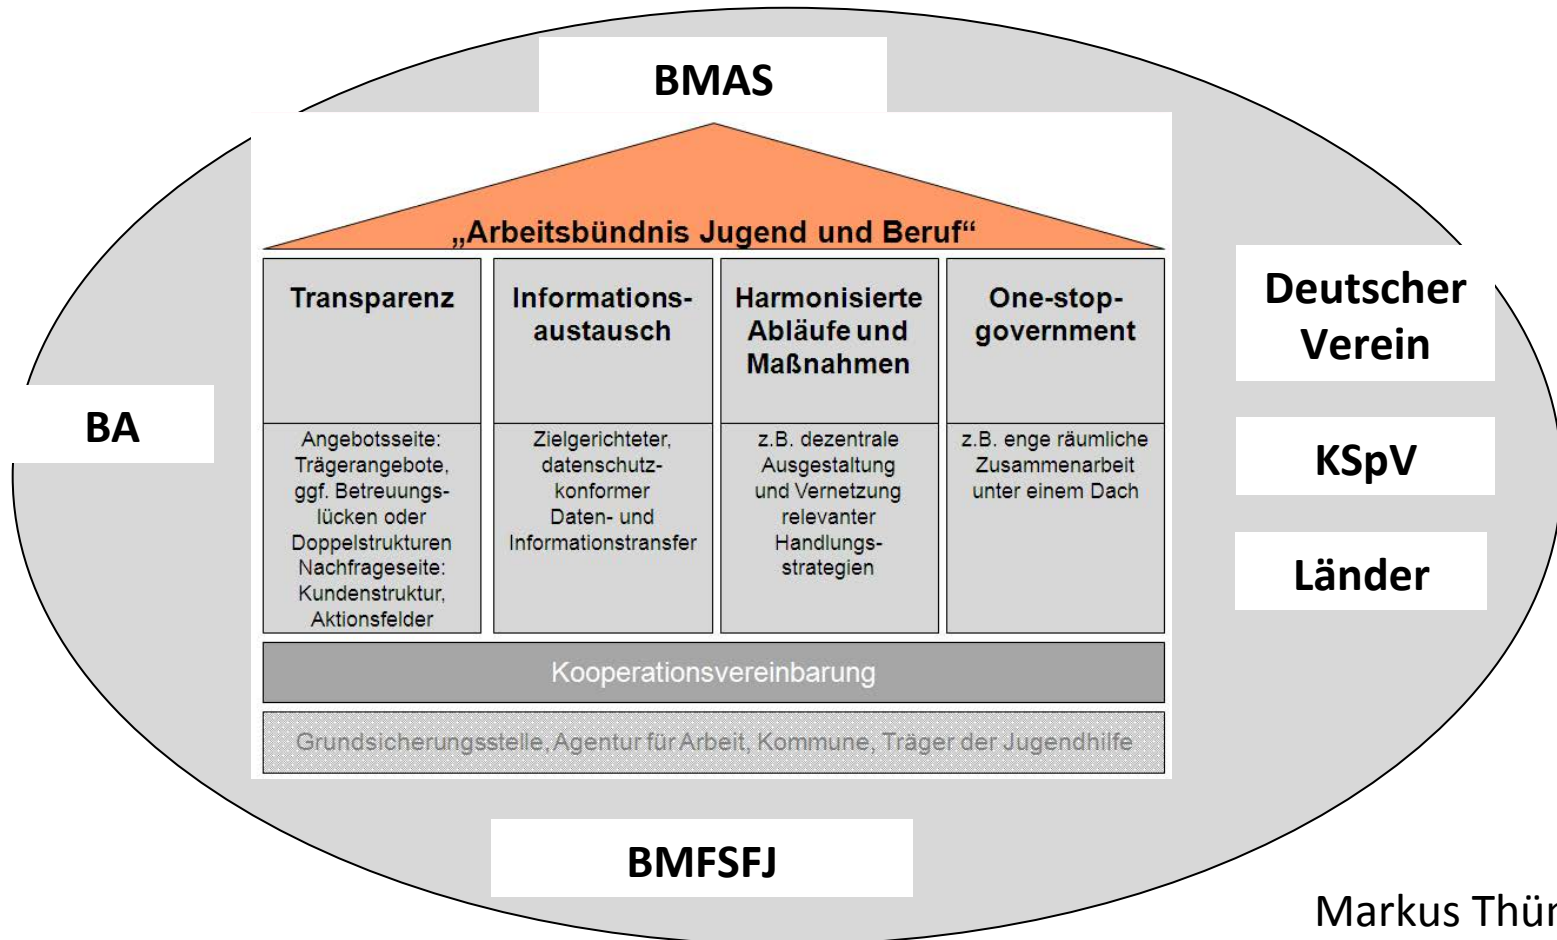 BMAS
„Arbeitsbündnis Jugend und Beruf“
Transparenz
Informations-
austausch
Harmonisierte
Abläufe und
Maßnahmen
One-stop-
government
Angebotsseite:
Trägerangebote,
ggf. Betreuungs-
lücken oder
Doppelstrukturen
Nachfrageseite:
Kundenstruktur,
Aktionsfelder
Zielgerichteter,
datenschutz-
konformer
Daten- und
Informationstransfer
z.B. dezentrale
Ausgestaltung
und Vernetzung
relevanter
Handlungs-
strategien
z.B. enge räumliche
Zusammenarbeit
unter einem Dach
Kooperationsvereinbarung
Grundsicherungsstelle, Agentur für Arbeit, Kommune, Träger der Jugendhilfe
BA
Deutscher
Verein
KSpV
Länder
BMFSFJ
Markus